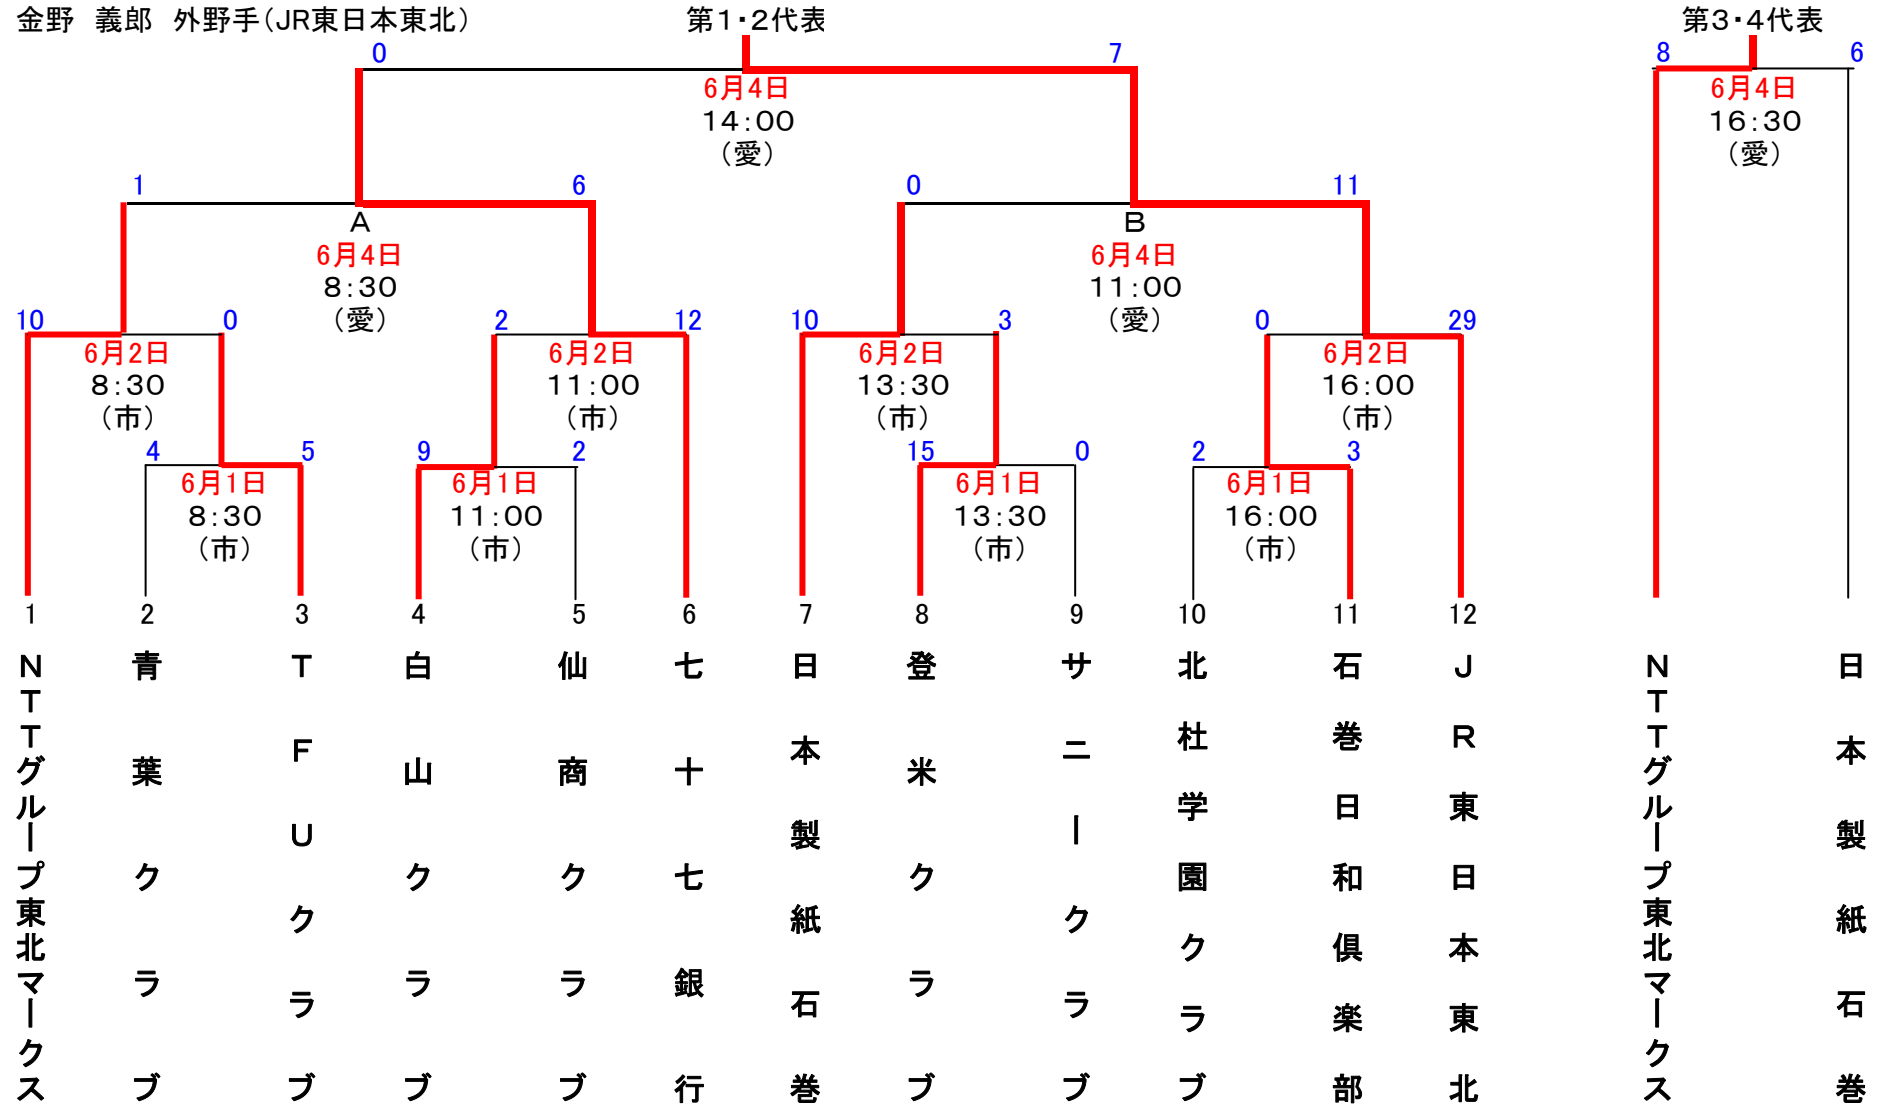 金野　義郎　外野手（JR東日本東北）
第１・２代表
第３・４代表
0
7
8
6
6月4日
14：00
（愛）
6月4日
16：30
（愛）
1
6
0
11
A
6月4日
8：30
（愛）
B
6月4日
11：00
（愛）
10
0
2
12
10
3
0
29
6月2日
8：30
（市）
6月2日
11：00
（市）
6月2日
13：30
（市）
6月2日
16：00
（市）
4
5
9
2
15
0
2
3
6月1日
8：30
（市）
6月1日
11：00
（市）
6月1日
13：30
（市）
6月1日
16：00
（市）
1
2
3
4
5
6
7
8
9
10
11
12
NTTグループ東北マークス
青葉クラブ
TFUクラブ
白山クラブ
仙商クラブ
七十七銀行
日本製紙石巻
登米クラブ
サニークラブ
北杜学園クラブ
石巻日和倶楽部
JR東日本東北
NTTグループ東北マークス
日本製紙石巻